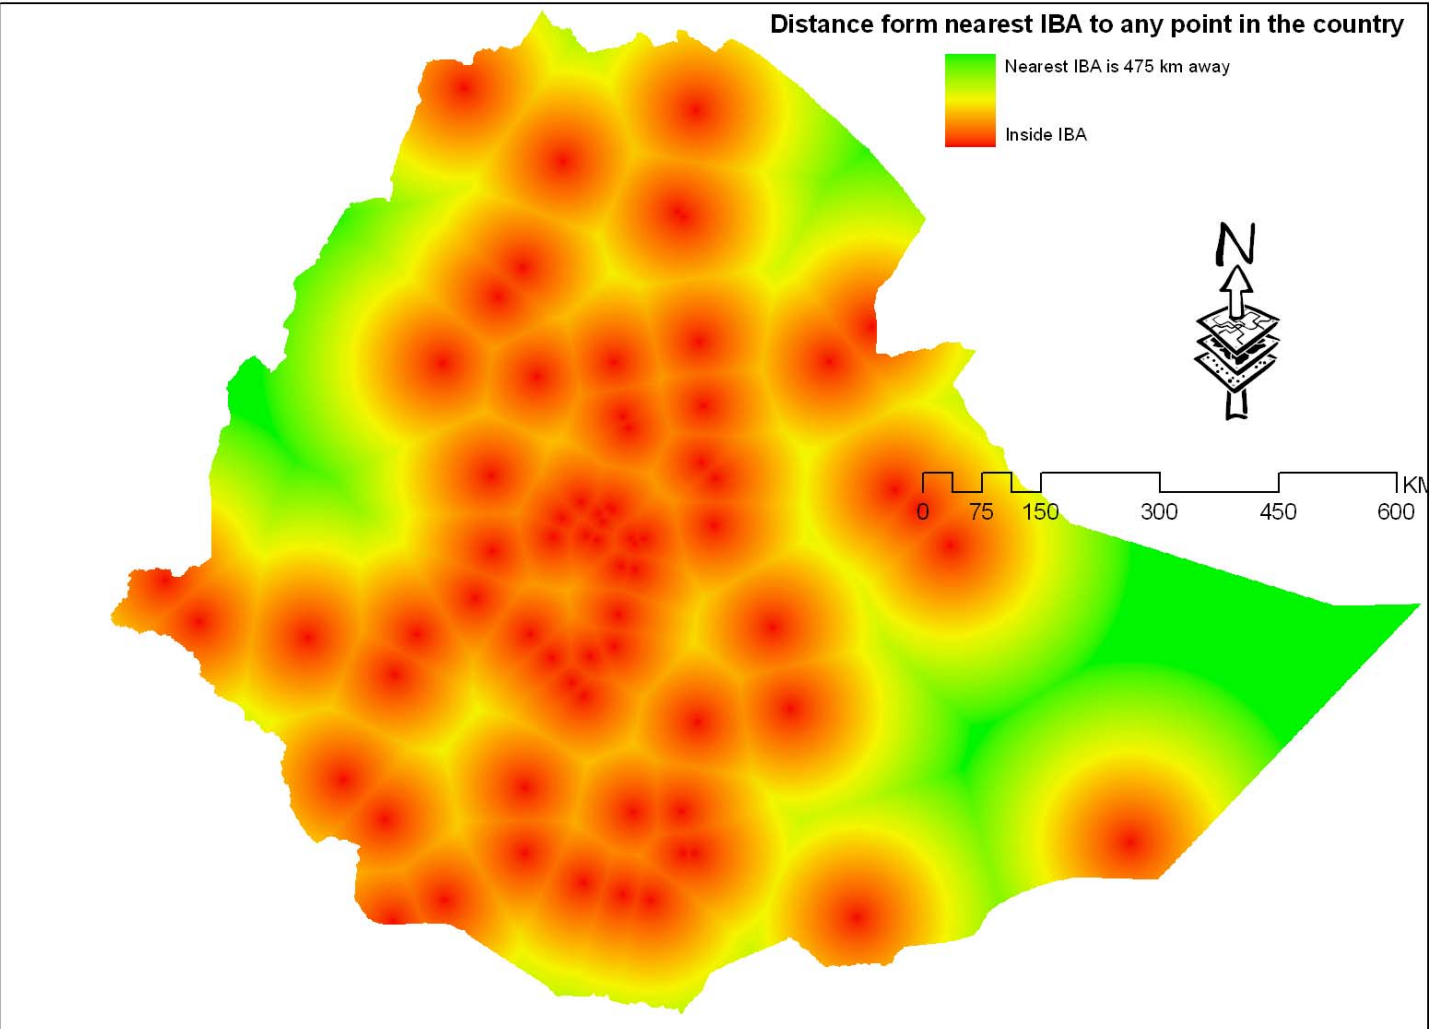 Distance form nearest IBA to any point in the country
Nearest IBA is 475 km away
Inside IBA
N
KM
0 75 150 300 450 600